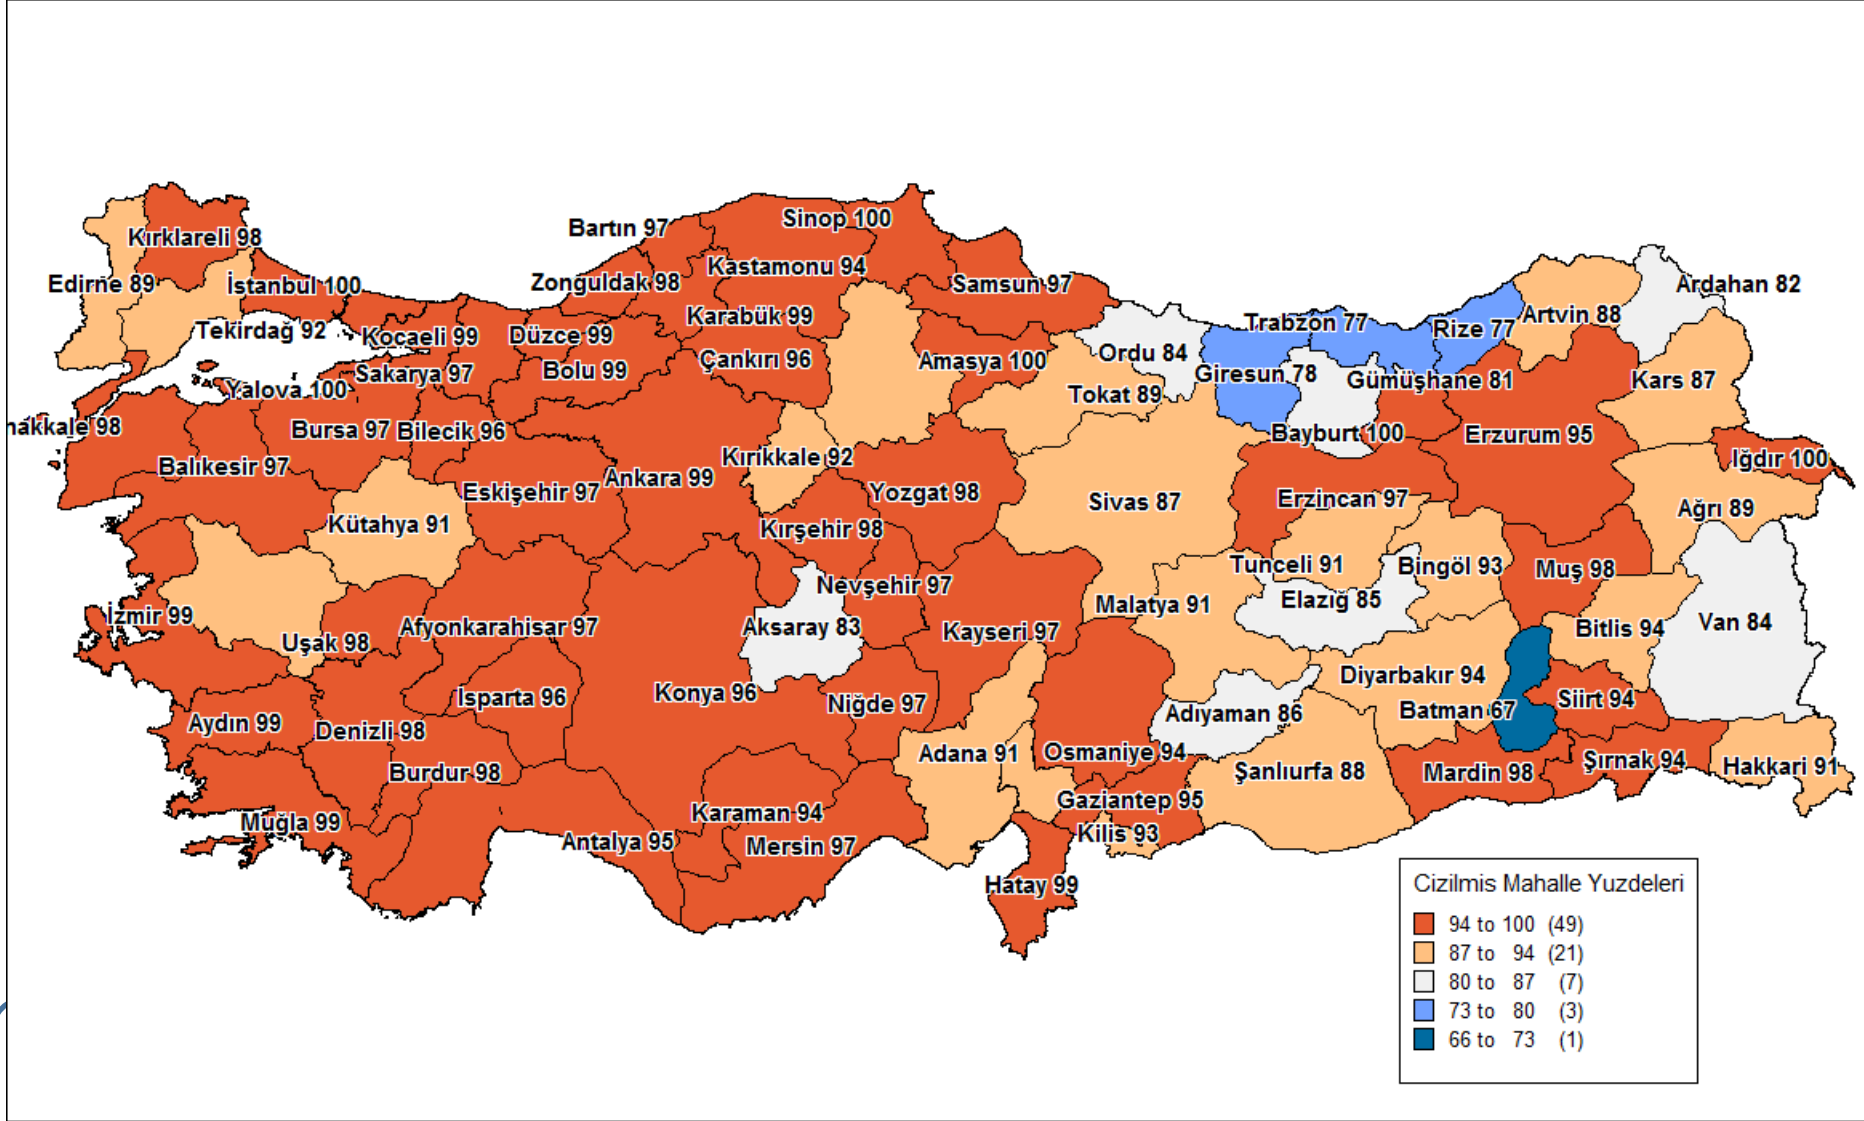 Sinop 100
Bartın 97
Kırklareli 98
Kastamonu 94
Zonguldak 98
Samsun 97
Edirne 89
İstanbul 100
Ardahan 82
Karabük 99
Artvin 88
Trabzon 77
Rize 77
Tekirdağ 92
Kocaeli 99
Düzce 99
Ordu 84
Çankırı 96
Amasya 100
Bolu 99
Sakarya 97
Giresun 78
Gümüşhane 81
Kars 87
Yalova 100
Tokat 89
nakkale 98
Bursa 97
Bilecik 96
Bayburt 100
Erzurum 95
Kırıkkale 92
Iğdır 100
Balıkesir 97
Ankara 99
Eskişehir 97
Yozgat 98
Sivas 87
Erzincan 97
Ağrı 89
Kütahya 91
Kırşehir 98
Tunceli 91
Bingöl 93
Muş 98
Nevşehir 97
Elazığ 85
Malatya 91
İzmir 99
Van 84
Afyonkarahisar 97
Aksaray 83
Kayseri 97
Bitlis 94
Uşak 98
Diyarbakır 94
Konya 96
Isparta 96
Siirt 94
Niğde 97
Batman 67
Adıyaman 86
Aydın 99
Denizli 98
Adana 91
Osmaniye 94
Şırnak 94
Hakkari 91
Burdur 98
Şanlıurfa 88
Mardin 98
Gaziantep 95
Karaman 94
Muğla 99
Kilis 93
Antalya 95
Mersin 97
Hatay 99
Cizilmis Mahalle Yuzdeleri
94 to 100 (49)
87 to 94 (21)
80 to 87 (7)
73 to 80 (3)
66 to 73 (1)